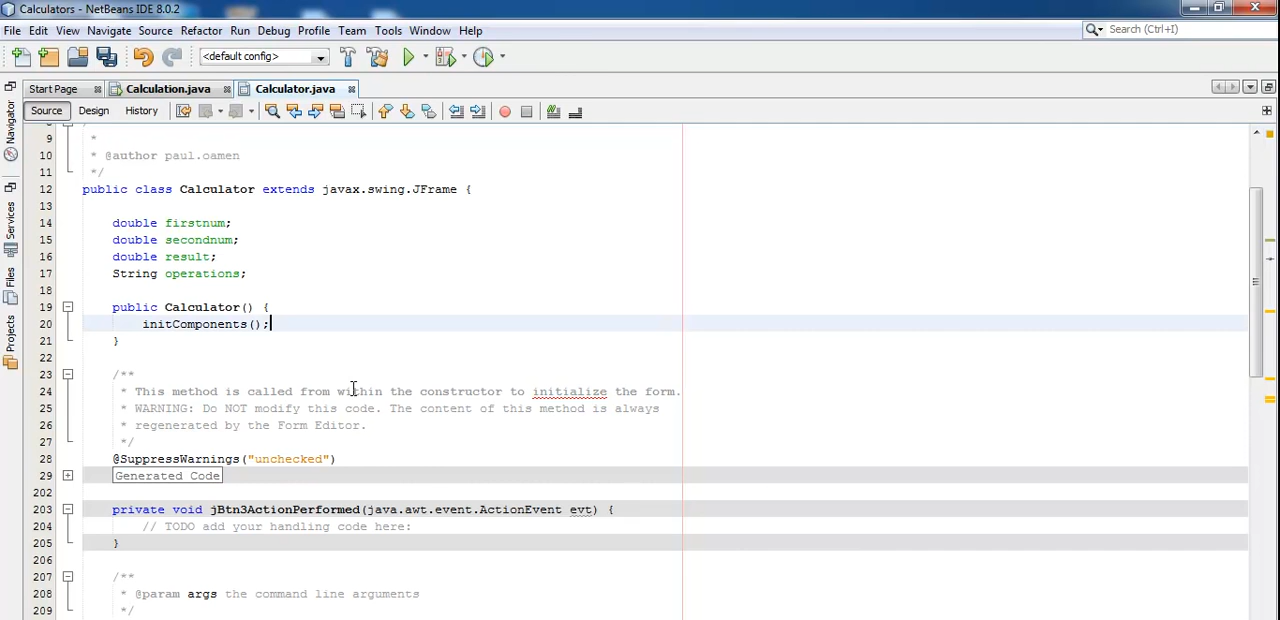 Calculators - NetBeans IDE 8.0.2
File Edit View Navigate Source Refactor Run Debug Profile Team Tools Window Help
Search (Ctrl+I)
<default config>
Start Page Calculation.java Calculator.java
Source Design History
Navigator
Services
Files
Projects
9 *
10 * @author paul.oamen
11 */
12 public class Calculator extends javax.swing.JFrame {
13
14 double firstnum;
15 double secondnum;
16 double result;
17 String operations;
18
19 public Calculator() {
20 initComponents();
21 }
22
23 /**
24 * This method is called from within the constructor to initialize the form.
25 * WARNING: Do NOT modify this code. The content of this method is always
26 * regenerated by the Form Editor.
27 */
28 @SuppressWarnings("unchecked")
29 Generated Code
202
203 private void jBtn3ActionPerformed(java.awt.event.ActionEvent evt) {
204 // TODO add your handling code here:
205 }
206
207 /**
208 * @param args the command line arguments
209 */